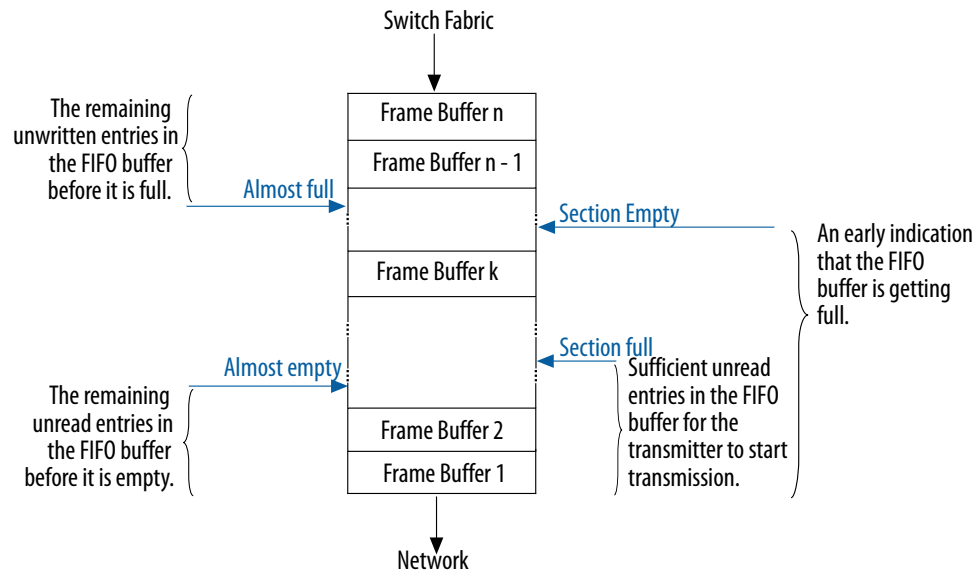 Switch Fabric
Frame Buffer n
The remaining
unwritten entries in
the FIFO buffer
before it is full.
Frame Buffer n - 1
Almost full
Section Empty
An early indication
that the FIFO
buffer is getting
full.
Frame Buffer k
Section full
Almost empty
Sufficient unread
entries in the FIFO
buffer for the
transmitter to start
transmission.
The remaining
unread entries in
the FIFO buffer
before it is empty.
Frame Buffer 2
Frame Buffer 1
Network